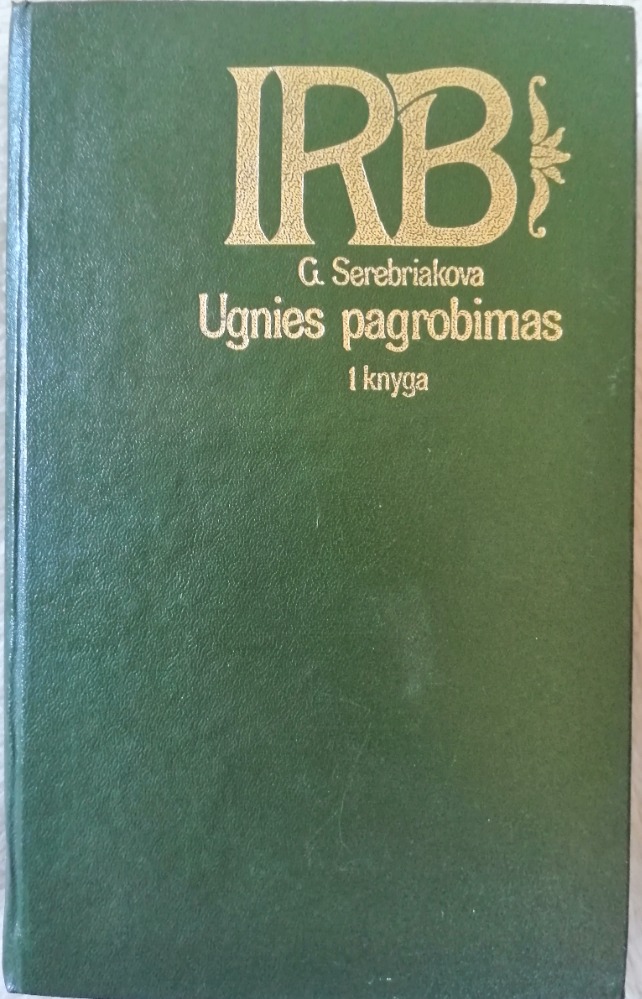 IRB
G. Serebriakova
Ugnies pagrobimas
1 knyga